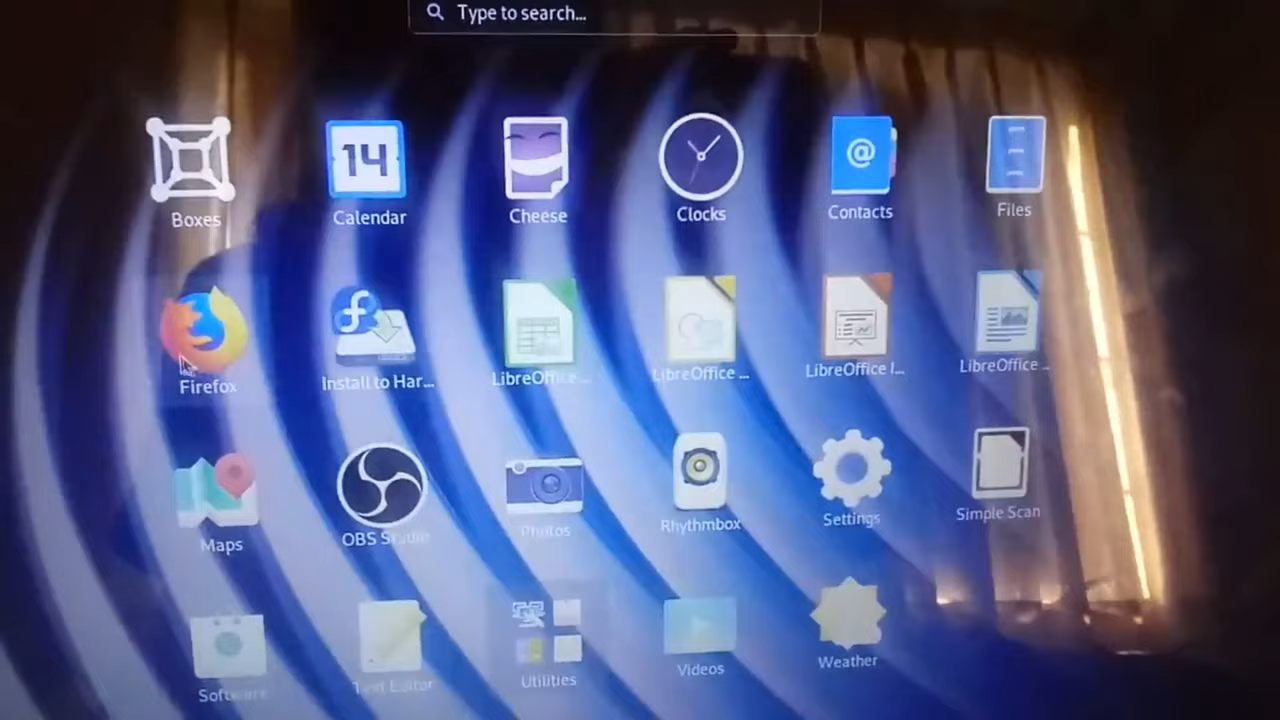 Type to search...
14
@
Boxes
Calendar
Cheese
Clocks
Contacts
Files
Firefox
Install to Har...
LibreOffice ...
LibreOffice ...
LibreOffice I...
LibreOffice ...
Maps
OBS Studio
Photos
Rhythmbox
Settings
Simple Scan
Software
Text Editor
Utilities
Videos
Weather